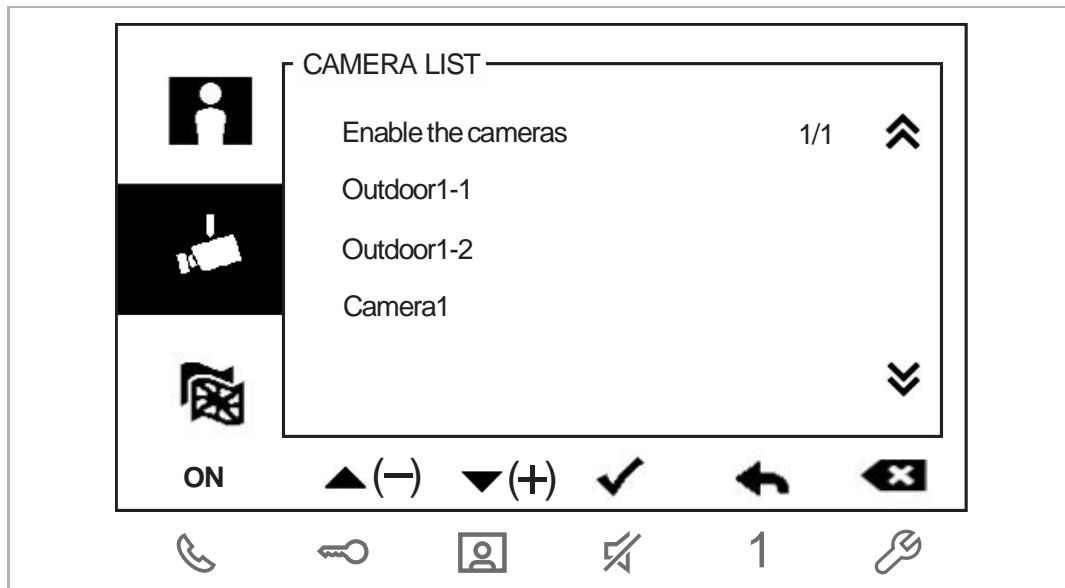 CAMERA LIST
Enable the cameras 1/1
Outdoor1-1
Outdoor1-2
Camera1
ON (−) (+)
1